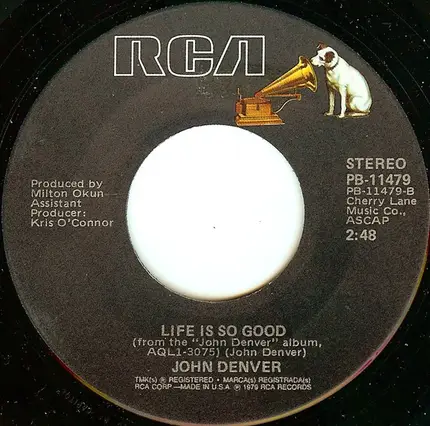 RCA
STEREO
PB-11479
PB-11479-B
Cherry Lane
Music Co.,
ASCAP
2:48
Produced by
Milton Okun
Assistant
Producer:
Kris O'Connor
LIFE IS SO GOOD
(from the "John Denver" album,
AQL1-3075) (John Denver)
JOHN DENVER
TMK(s) ® REGISTERED • MARCA(s) REGISTRADA(s)
RCA CORP.—MADE IN U.S.A. ℗ 1979 RCA RECORDS